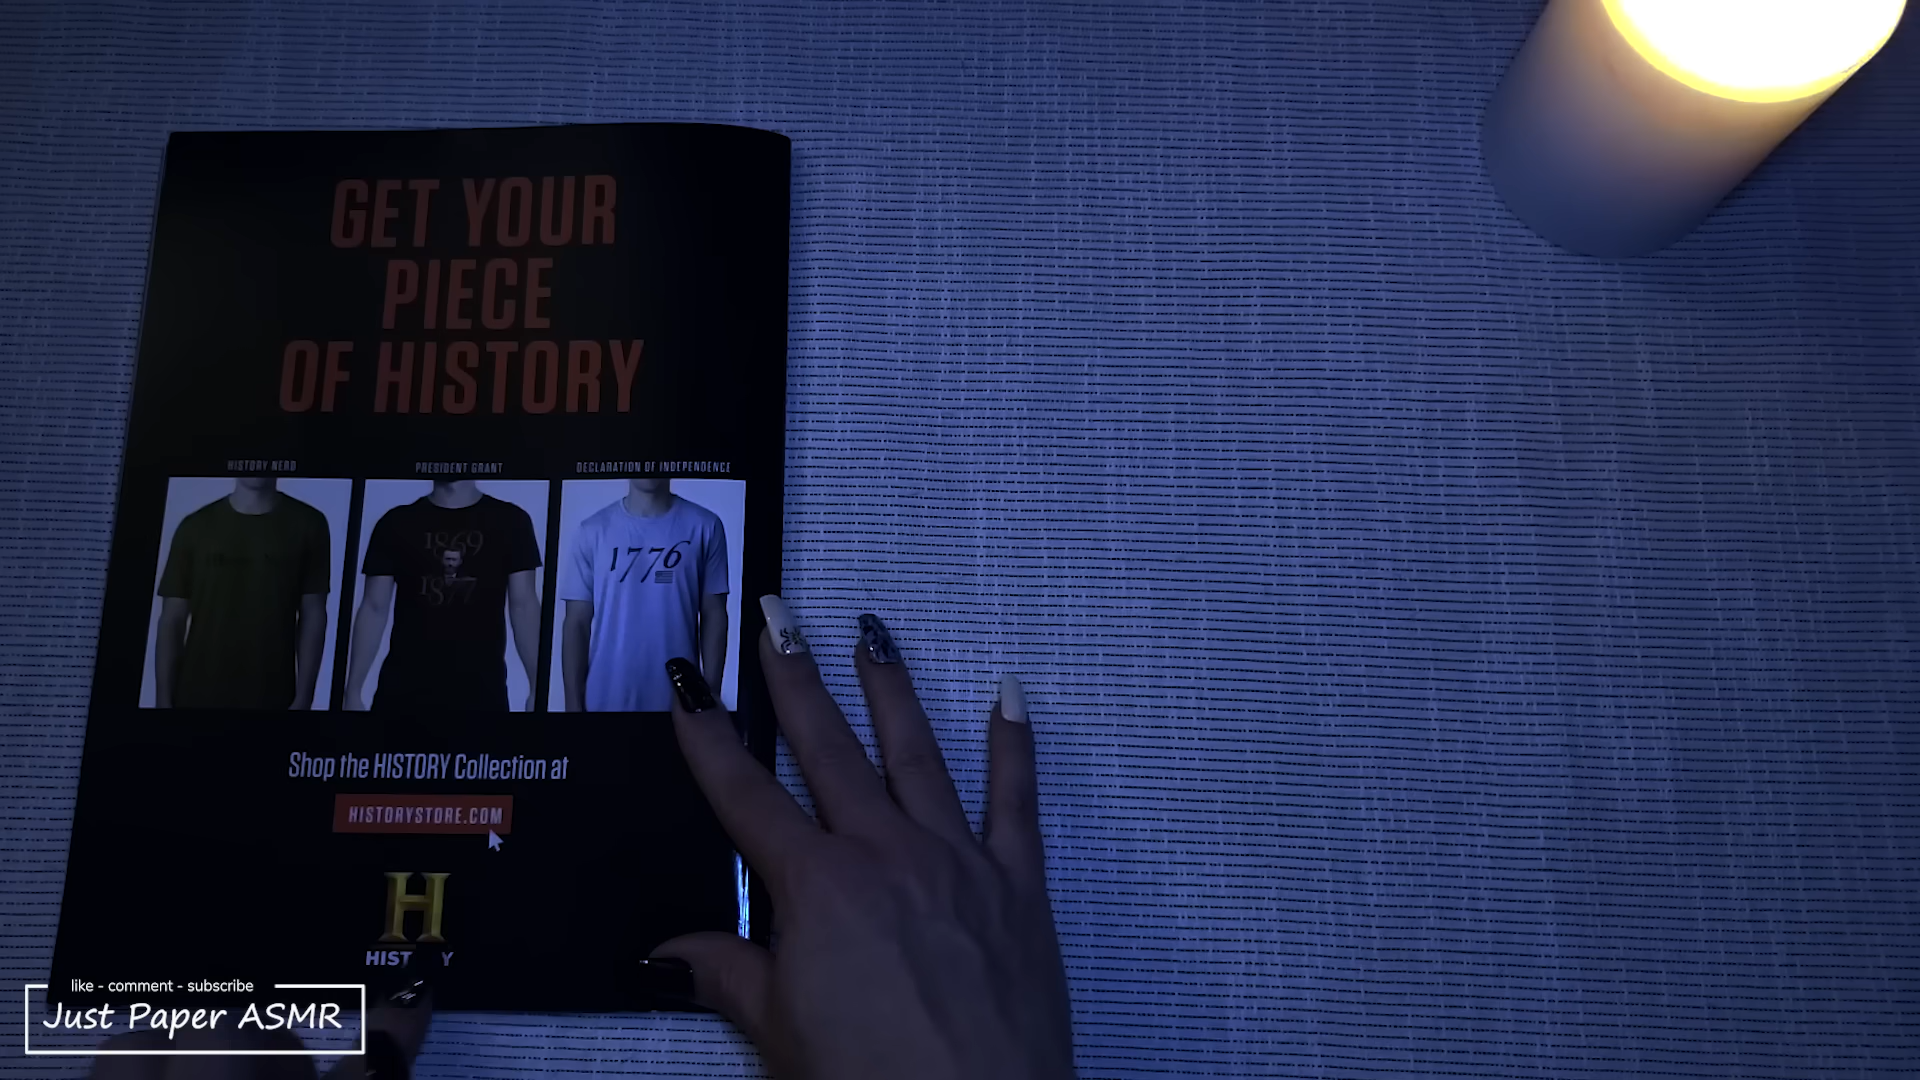 GET YOUR
PIECE
OF HISTORY
HISTORY NERD
PRESIDENT GRANT
DECLARATION OF INDEPENDENCE
1869
1877
1776
Shop the HISTORY Collection at
HISTORYSTORE.COM
H
HIST Y
like - comment - subscribe
Just Paper ASMR